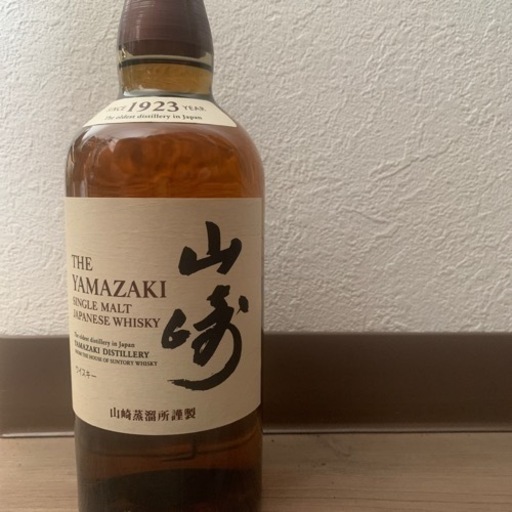 SINCE 1923 YEAR
The oldest distillery in Japan
山崎
THE
YAMAZAKI
SINGLE MALT
JAPANESE WHISKY
The oldest distillery in Japan
YAMAZAKI DISTILLERY
FROM THE HOUSE OF SUNTORY WHISKY
ウイスキー
山崎蒸溜所謹製